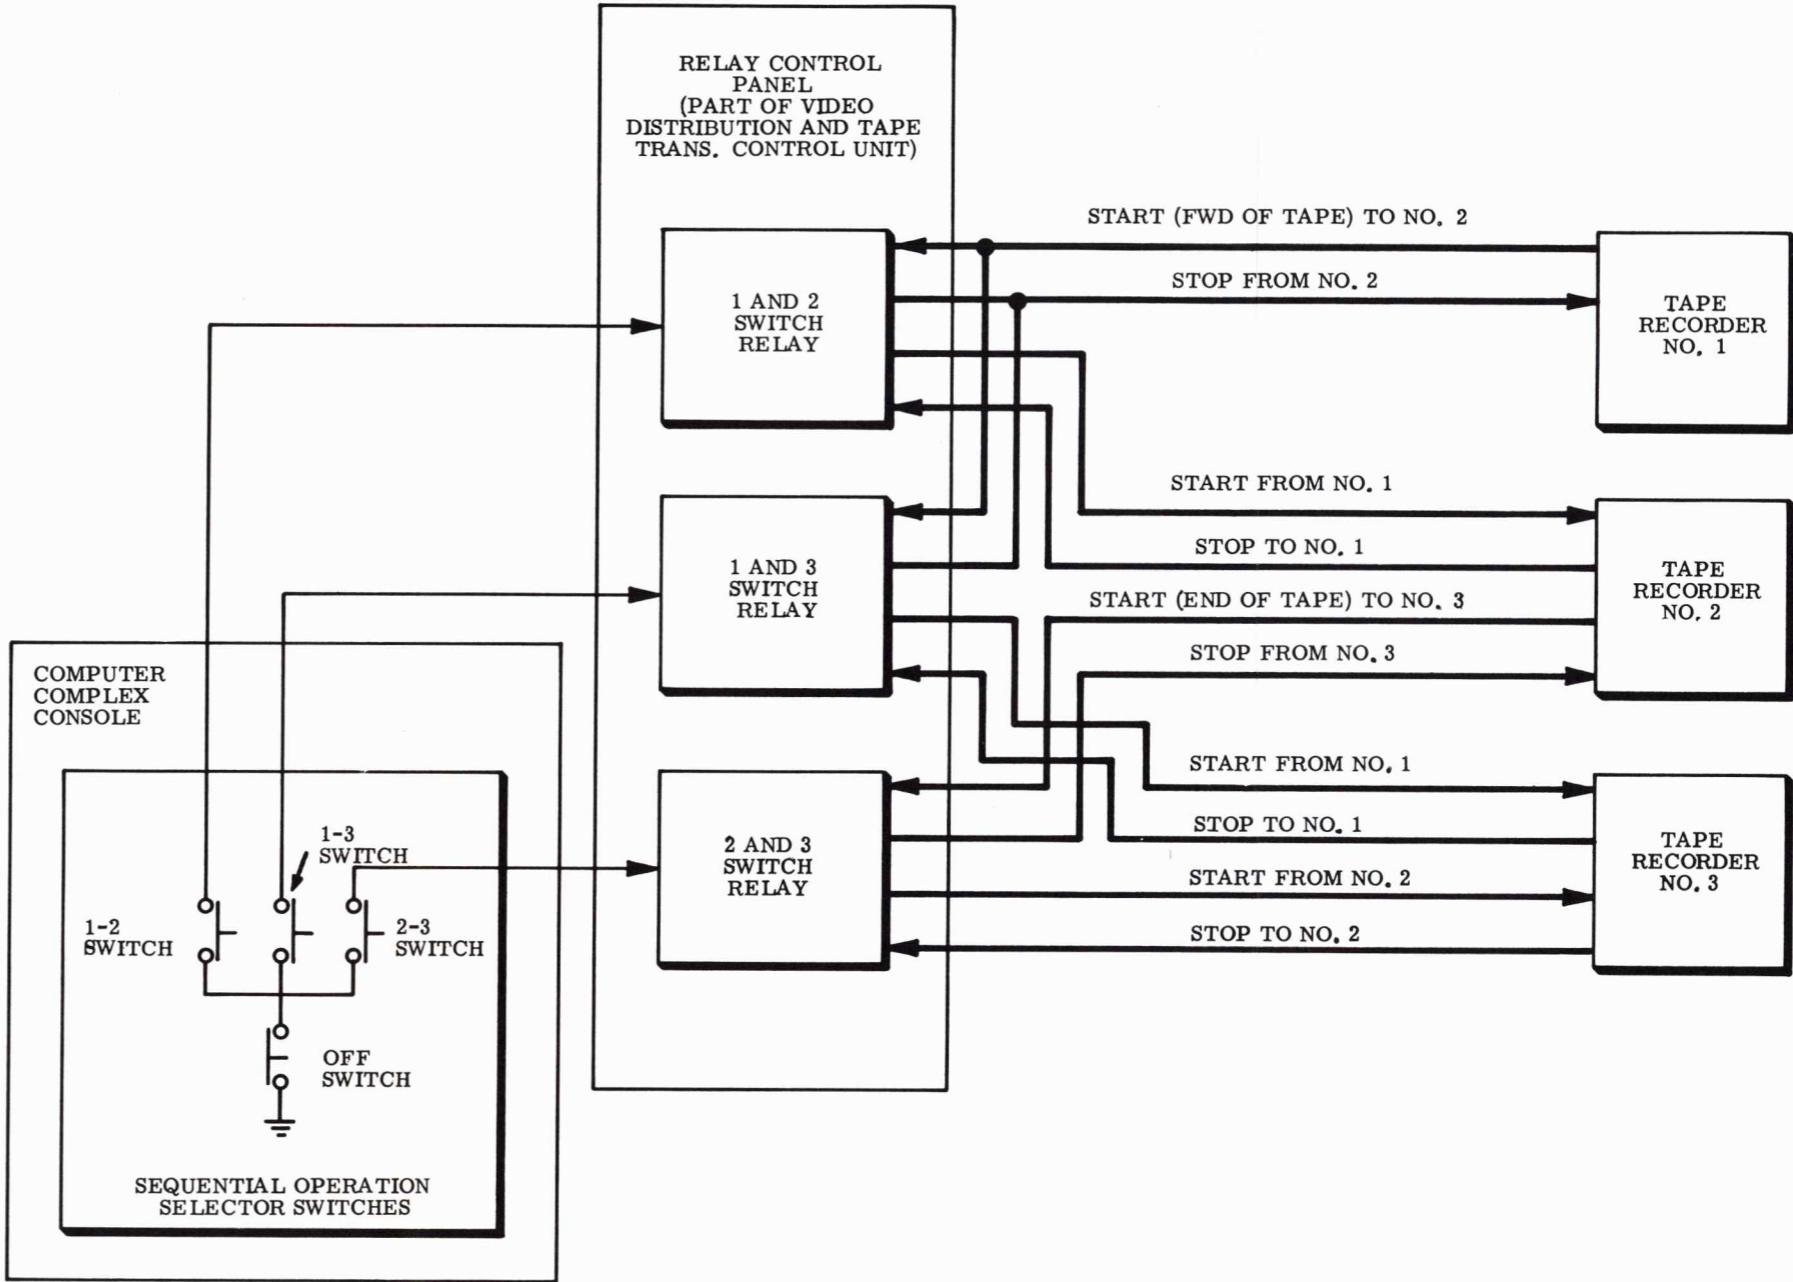 RELAY CONTROL
PANEL
(PART OF VIDEO
DISTRIBUTION AND TAPE
TRANS. CONTROL UNIT)
START (FWD OF TAPE) TO NO. 2
STOP FROM NO. 2
1 AND 2
SWITCH
RELAY
TAPE
RECORDER
NO. 1
START FROM NO. 1
STOP TO NO. 1
1 AND 3
SWITCH
RELAY
START (END OF TAPE) TO NO. 3
STOP FROM NO. 3
TAPE
RECORDER
NO. 2
COMPUTER
COMPLEX
CONSOLE
START FROM NO. 1
STOP TO NO. 1
2 AND 3
SWITCH
RELAY
START FROM NO. 2
STOP TO NO. 2
TAPE
RECORDER
NO. 3
1-3
SWITCH
1-2
SWITCH
2-3
SWITCH
OFF
SWITCH
SEQUENTIAL OPERATION
SELECTOR SWITCHES